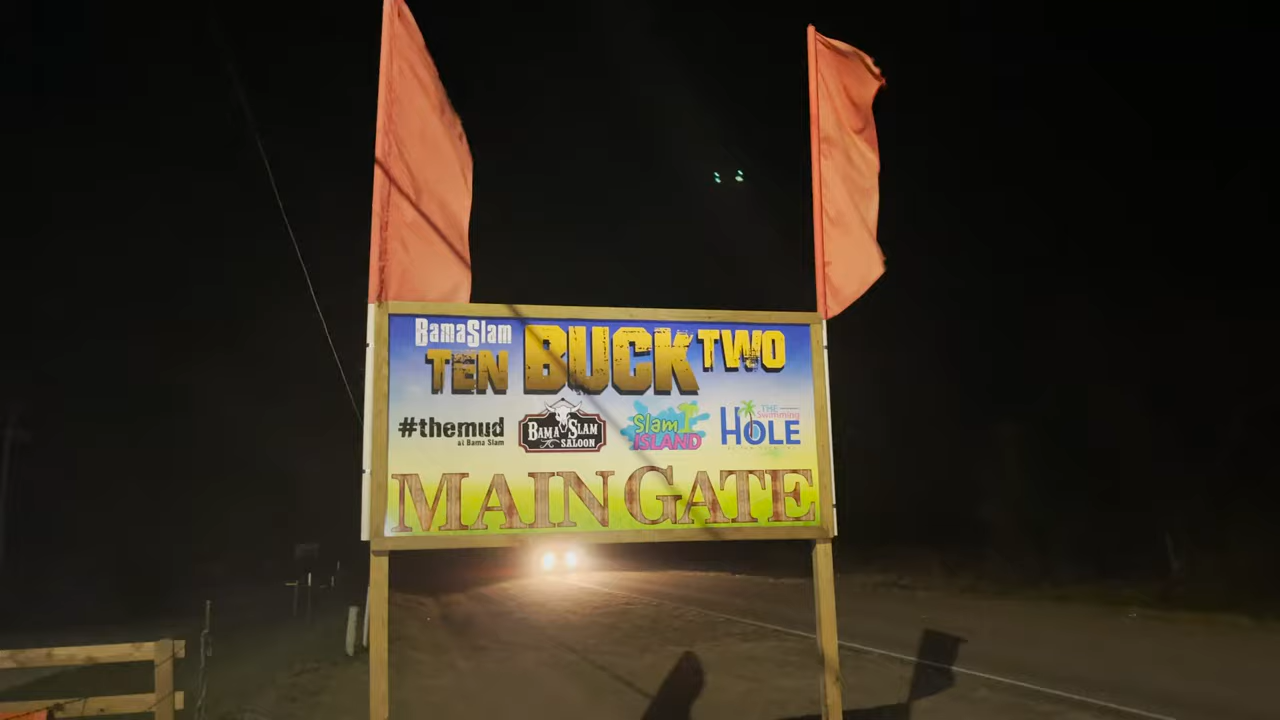 BamaSlam
TEN BUCK TWO
#themud
at Bama Slam
BAMA SLAM
SALOON
Slam
ISLAND
THE
Swimming
HOLE
MAIN GATE